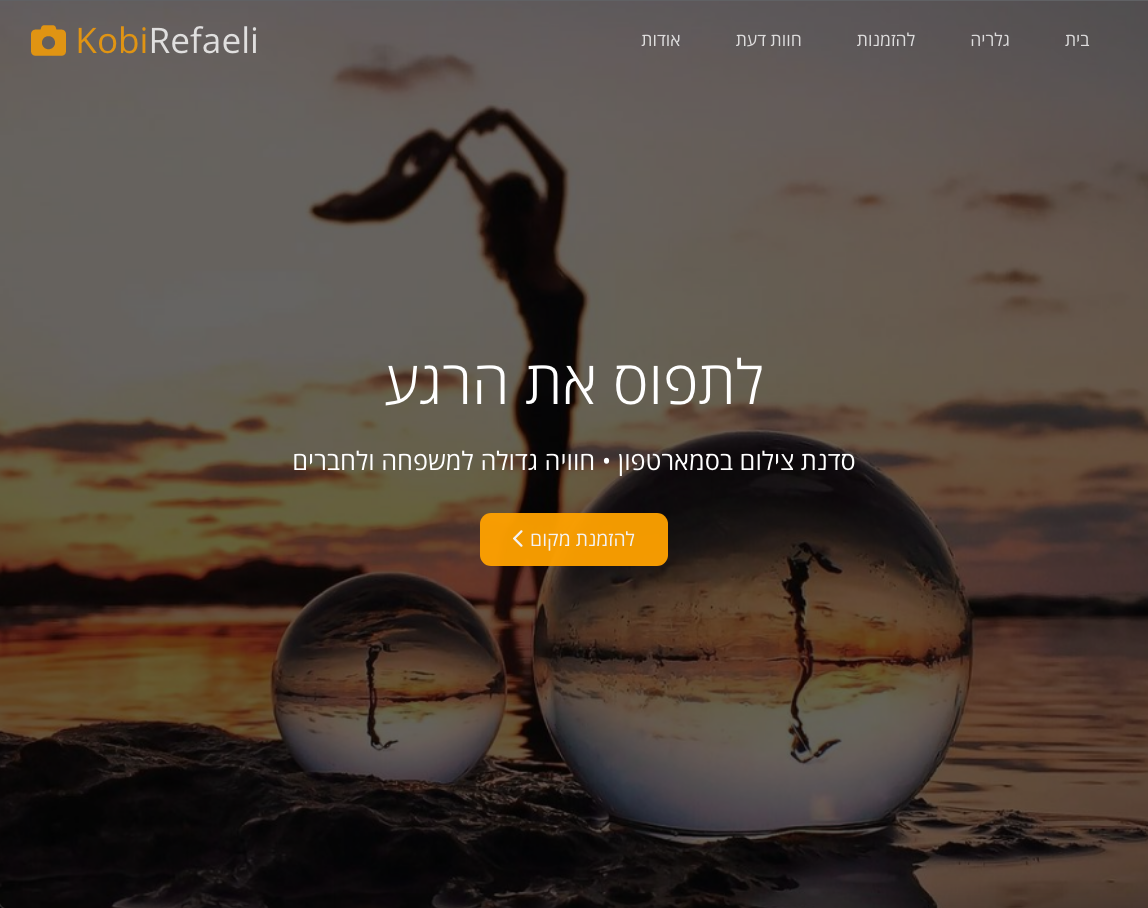 KobiRefaeli
בית גלריה להזמנות חוות דעת אודות
לתפוס את הרגע
סדנת צילום בסמארטפון • חוויה גדולה למשפחה ולחברים
להזמנת מקום